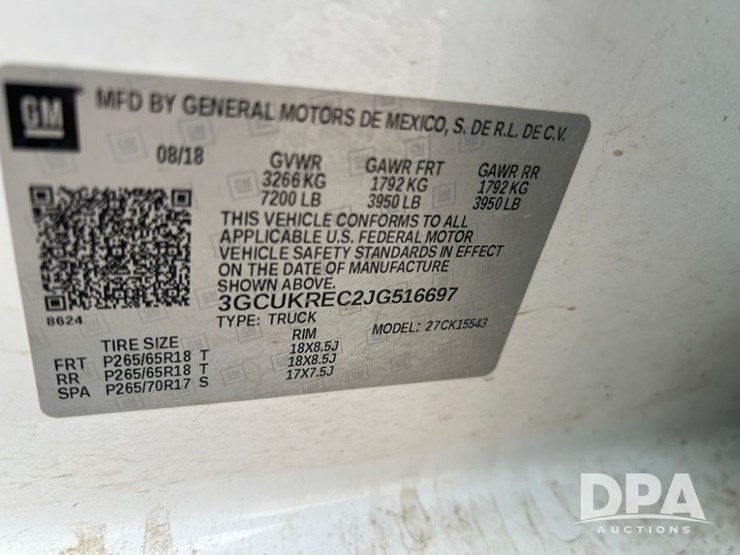 GM MFD BY GENERAL MOTORS DE MEXICO, S. DE R.L. DE C.V.
08/18 GVWR GAWR FRT GAWR RR
3266 KG 1792 KG 1792 KG
7200 LB 3950 LB 3950 LB
THIS VEHICLE CONFORMS TO ALL
APPLICABLE U.S. FEDERAL MOTOR
VEHICLE SAFETY STANDARDS IN EFFECT
ON THE DATE OF MANUFACTURE
SHOWN ABOVE.
3GCUKREC2JG516697
8624
TYPE: TRUCK MODEL: 27CK15543
TIRE SIZE RIM
FRT P265/65R18 T 18X8.5J
RR P265/65R18 T 18X8.5J
SPA P265/70R17 S 17X7.5J
DPA
AUCTIONS